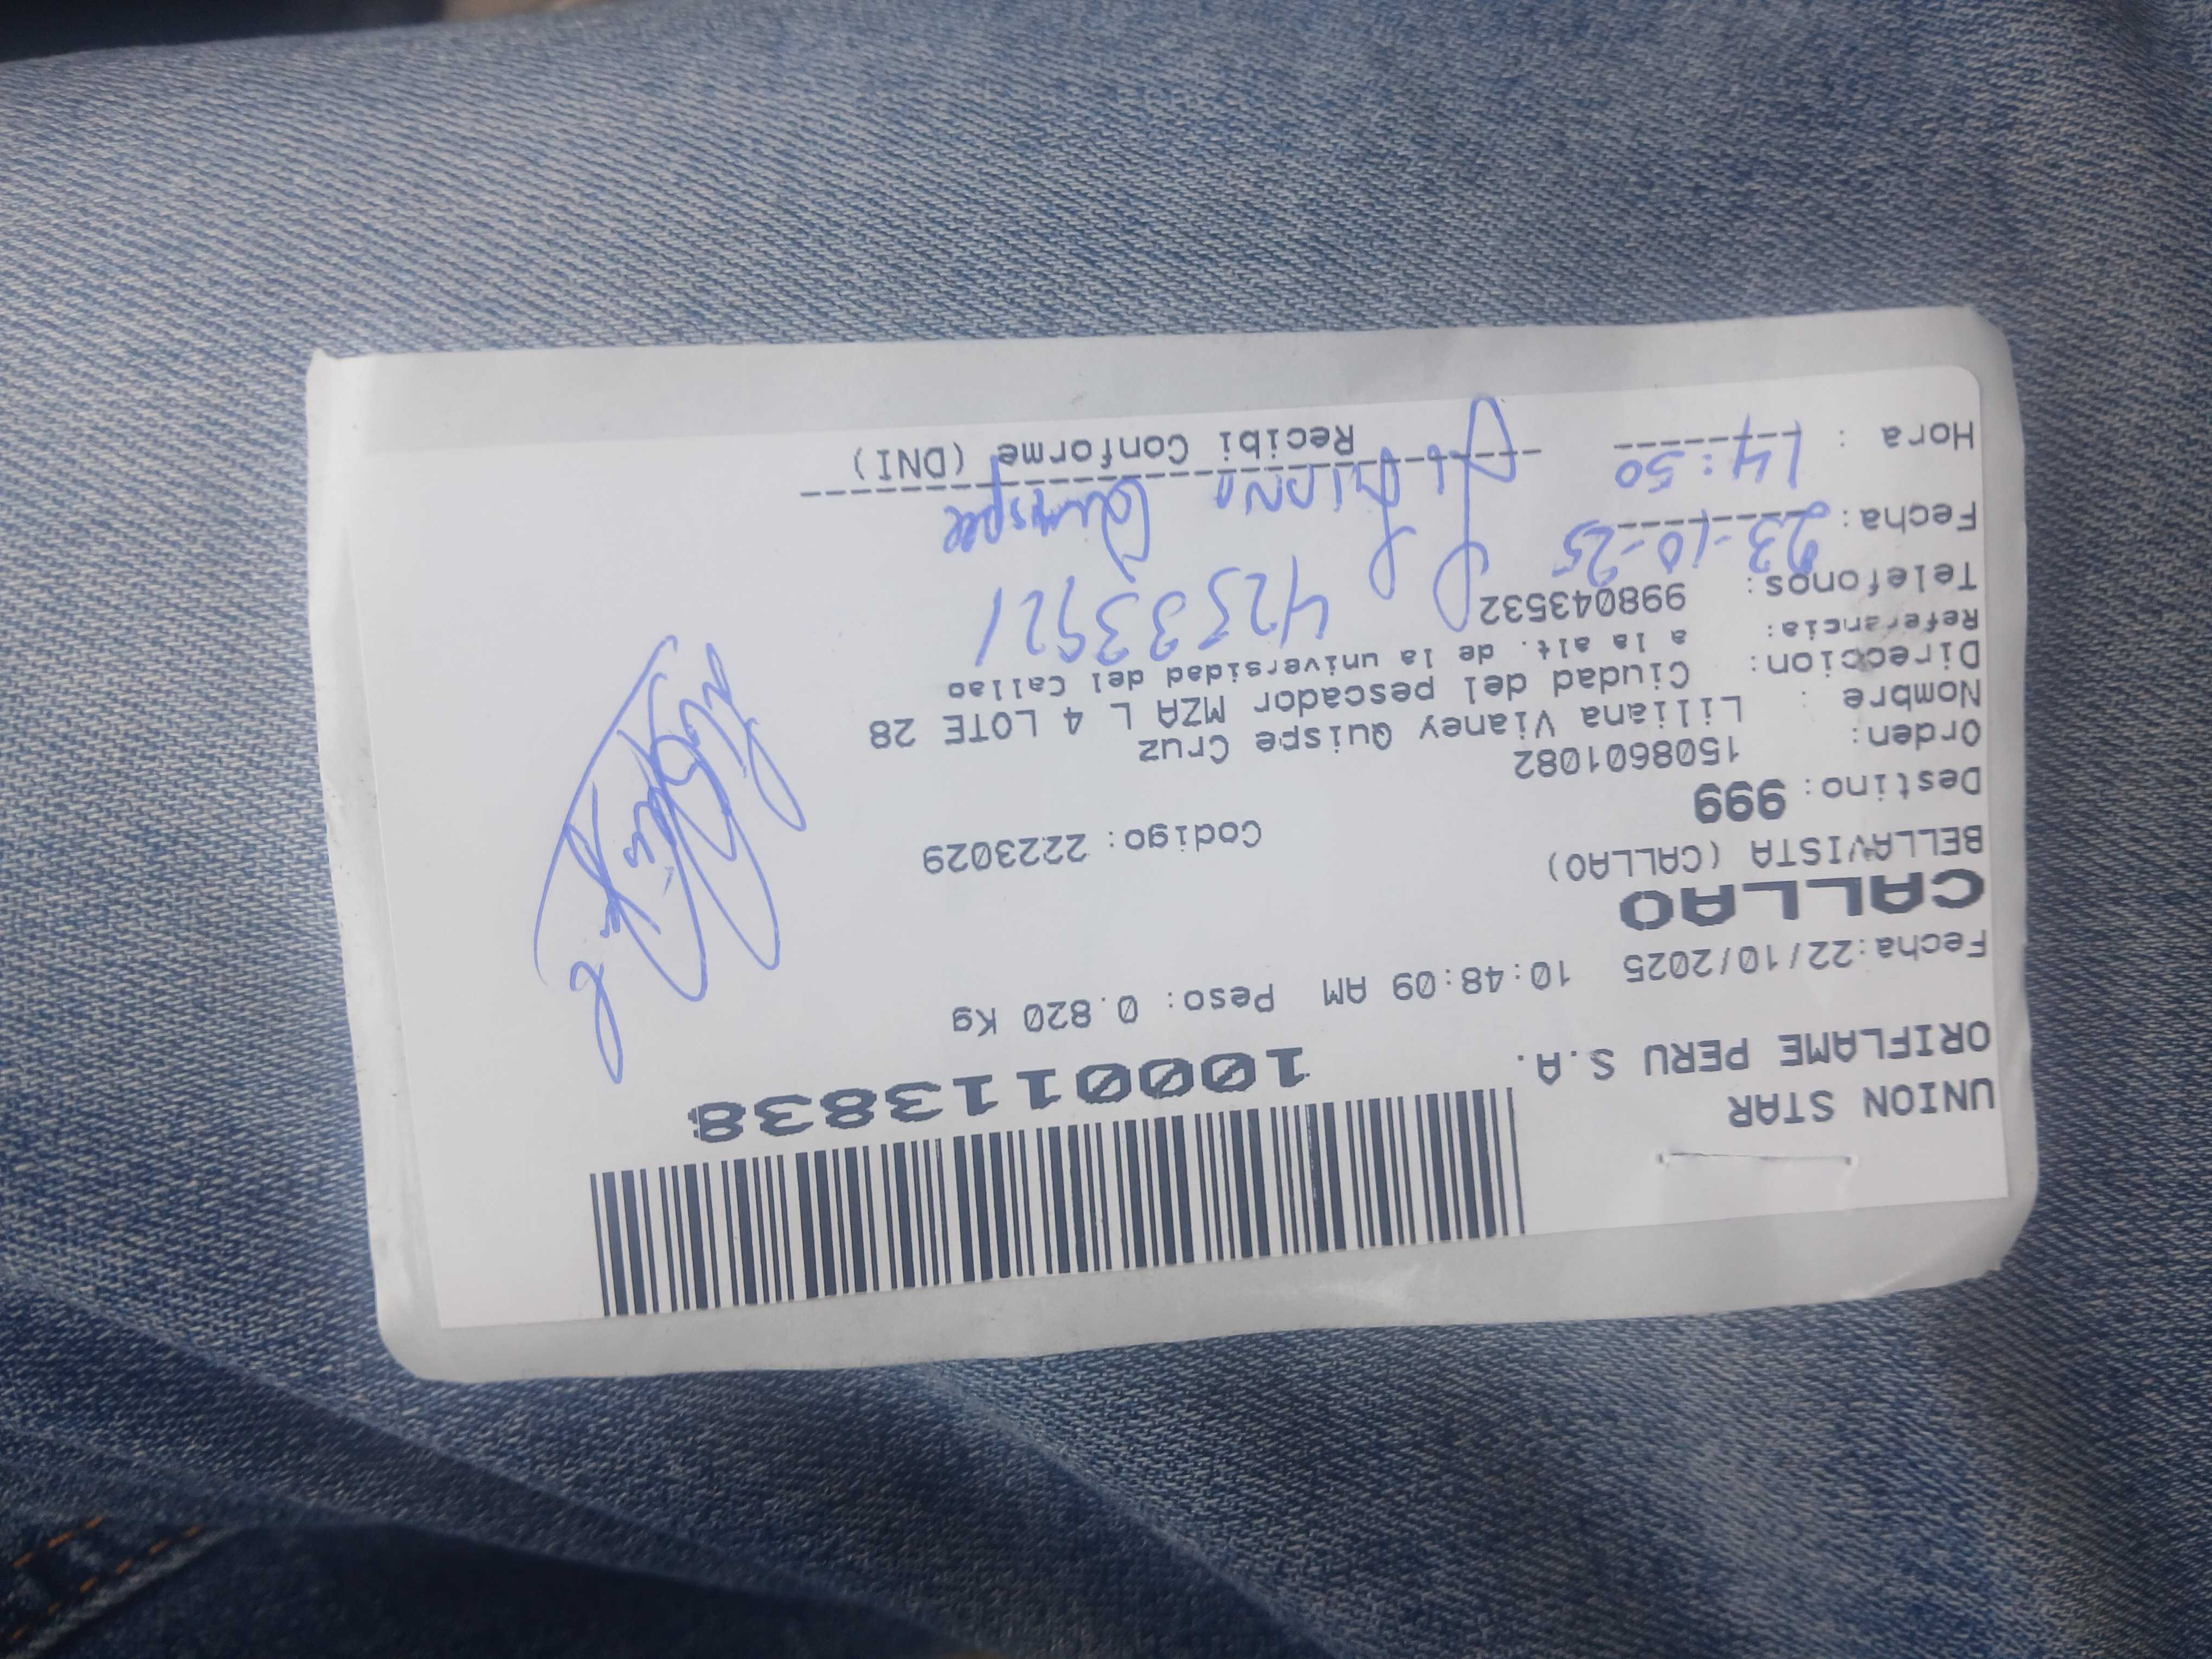 UNION STAR
ORIFLAME PERU S.A.
1000113838
Fecha:22/10/2025 10:48:09 AM Peso: 0.820 Kg
CALLAO
BELLAVISTA (CALLAO)
Destino: 999 Codigo: 2223029
Orden: 1508601082
Nombre : Liliana Vianey Quispe Cruz
Direccion: Ciudad del pescador MZA L 4 LOTE 28
Referencia: a la alt. de la universidad del Callao
Telefonos: 998043532
42533921
Fecha: 23-10-25
Liliana Quispe
Hora : 14:50
Recibi Conforme (DNI)